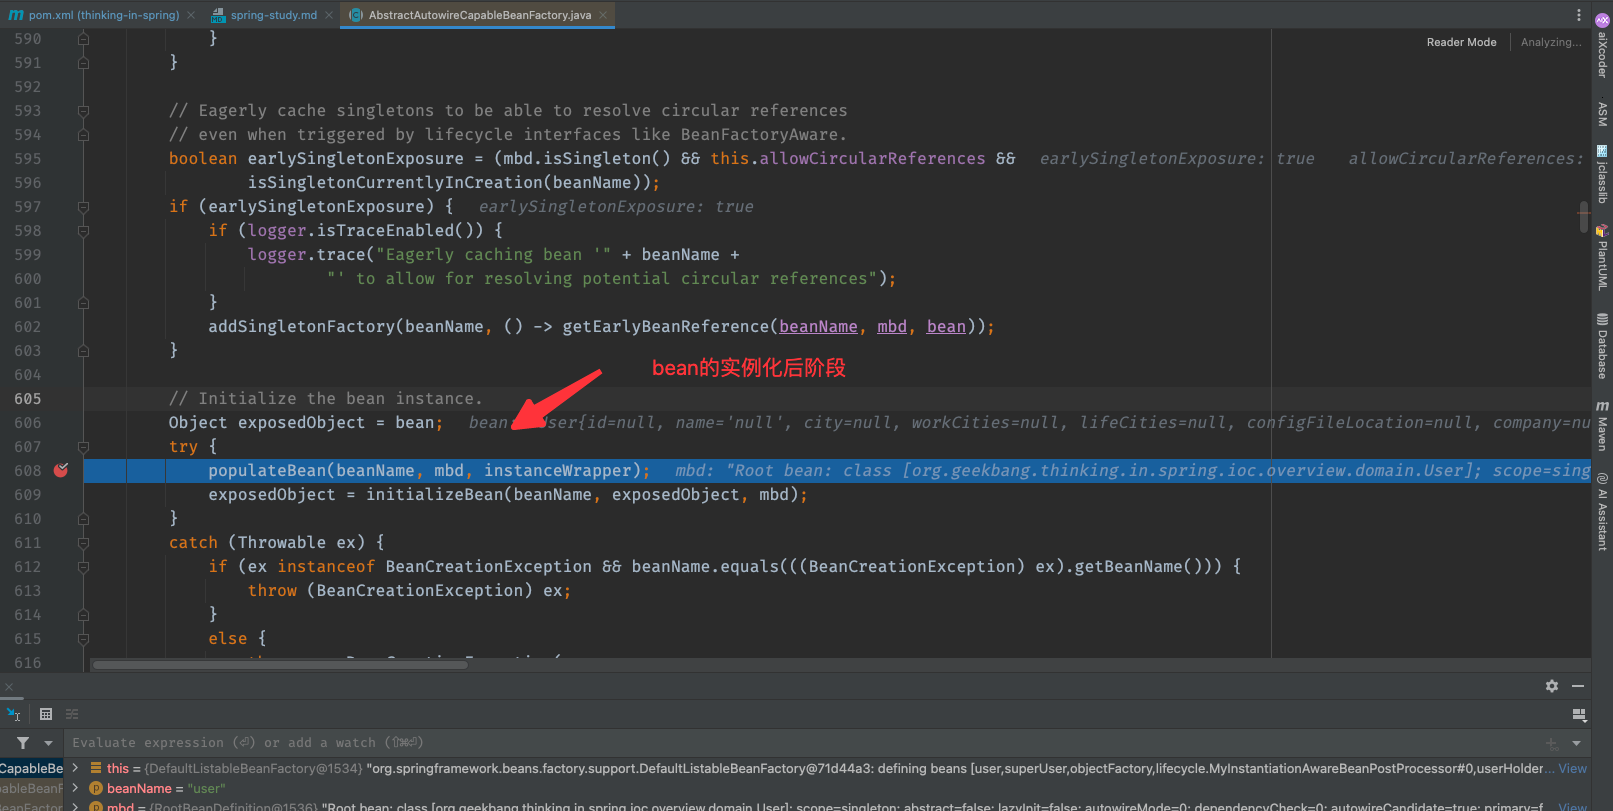 pom.xml (thinking-in-spring)
spring-study.md
AbstractAutowireCapableBeanFactory.java
Reader Mode
Analyzing...
590 }
591 }
592
593 // Eagerly cache singletons to be able to resolve circular references
594 // even when triggered by lifecycle interfaces like BeanFactoryAware.
595 boolean earlySingletonExposure = (mbd.isSingleton() && this.allowCircularReferences && earlySingletonExposure: true allowCircularReferences:
596 isSingletonCurrentlyInCreation(beanName));
597 if (earlySingletonExposure) { earlySingletonExposure: true
598 if (logger.isTraceEnabled()) {
599 logger.trace("Eagerly caching bean '" + beanName +
600 "' to allow for resolving potential circular references");
601 }
602 addSingletonFactory(beanName, () -> getEarlyBeanReference(beanName, mbd, bean));
603 }
bean的实例化后阶段
604
605 // Initialize the bean instance.
606 Object exposedObject = bean; bean: User{id=null, name='null', city=null, workCities=null, lifeCities=null, configFileLocation=null, company=nu
607 try {
608 populateBean(beanName, mbd, instanceWrapper); mbd: "Root bean: class [org.geekbang.thinking.in.spring.ioc.overview.domain.User]; scope=sing
609 exposedObject = initializeBean(beanName, exposedObject, mbd);
610 }
611 catch (Throwable ex) {
612 if (ex instanceof BeanCreationException && beanName.equals(((BeanCreationException) ex).getBeanName())) {
613 throw (BeanCreationException) ex;
614 }
615 else {
616
aiXcoder
ASM
jclasslib
PlantUML
Database
Maven
AI Assistant
Evaluate expression (⏎) or add a watch (⇧⌘⏎)
CapableBe
this = {DefaultListableBeanFactory@1534} "org.springframework.beans.factory.support.DefaultListableBeanFactory@71d44a3: defining beans [user,superUser,objectFactory,lifecycle.MyInstantiationAwareBeanPostProcessor#0,userHolder... View
pableBeanF
beanName = "user"
mbd = {RootBeanDefinition@1536} "Root bean: class [org.geekbang.thinking.in.spring.ioc.overview.domain.User]; scope=singleton; abstract=false; lazyInit=false; autowireMode=0; dependencyCheck=0; autowireCandidate=true; primary=f... View